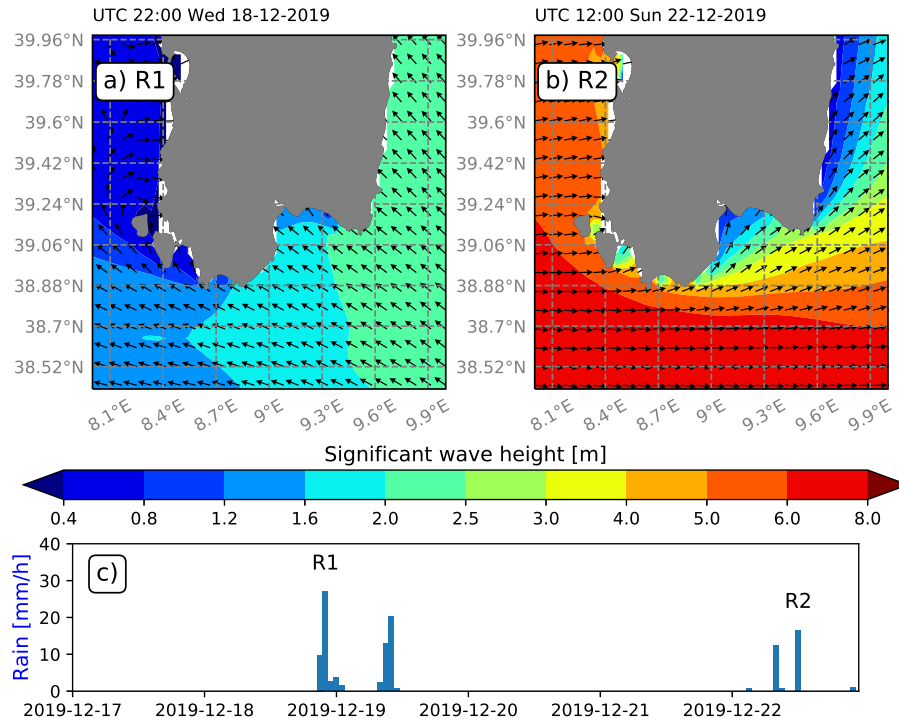 UTC 22:00 Wed 18-12-2019
UTC 12:00 Sun 22-12-2019
39.96°N
39.78°N
39.6°N
39.42°N
39.24°N
39.06°N
38.88°N
38.7°N
38.52°N
a) R1
8.1°E
8.4°E
8.7°E
9°E
9.3°E
9.6°E
9.9°E
39.96°N
39.78°N
39.6°N
39.42°N
39.24°N
39.06°N
38.88°N
38.7°N
38.52°N
b) R2
8.1°E
8.4°E
8.7°E
9°E
9.3°E
9.6°E
9.9°E
Significant wave height [m]
0.4 0.8 1.2 1.6 2.0 2.5 3.0 4.0 5.0 6.0 8.0
Rain [mm/h]
40
30
20
10
0
c)
R1
R2
2019-12-17 2019-12-18 2019-12-19 2019-12-20 2019-12-21 2019-12-22